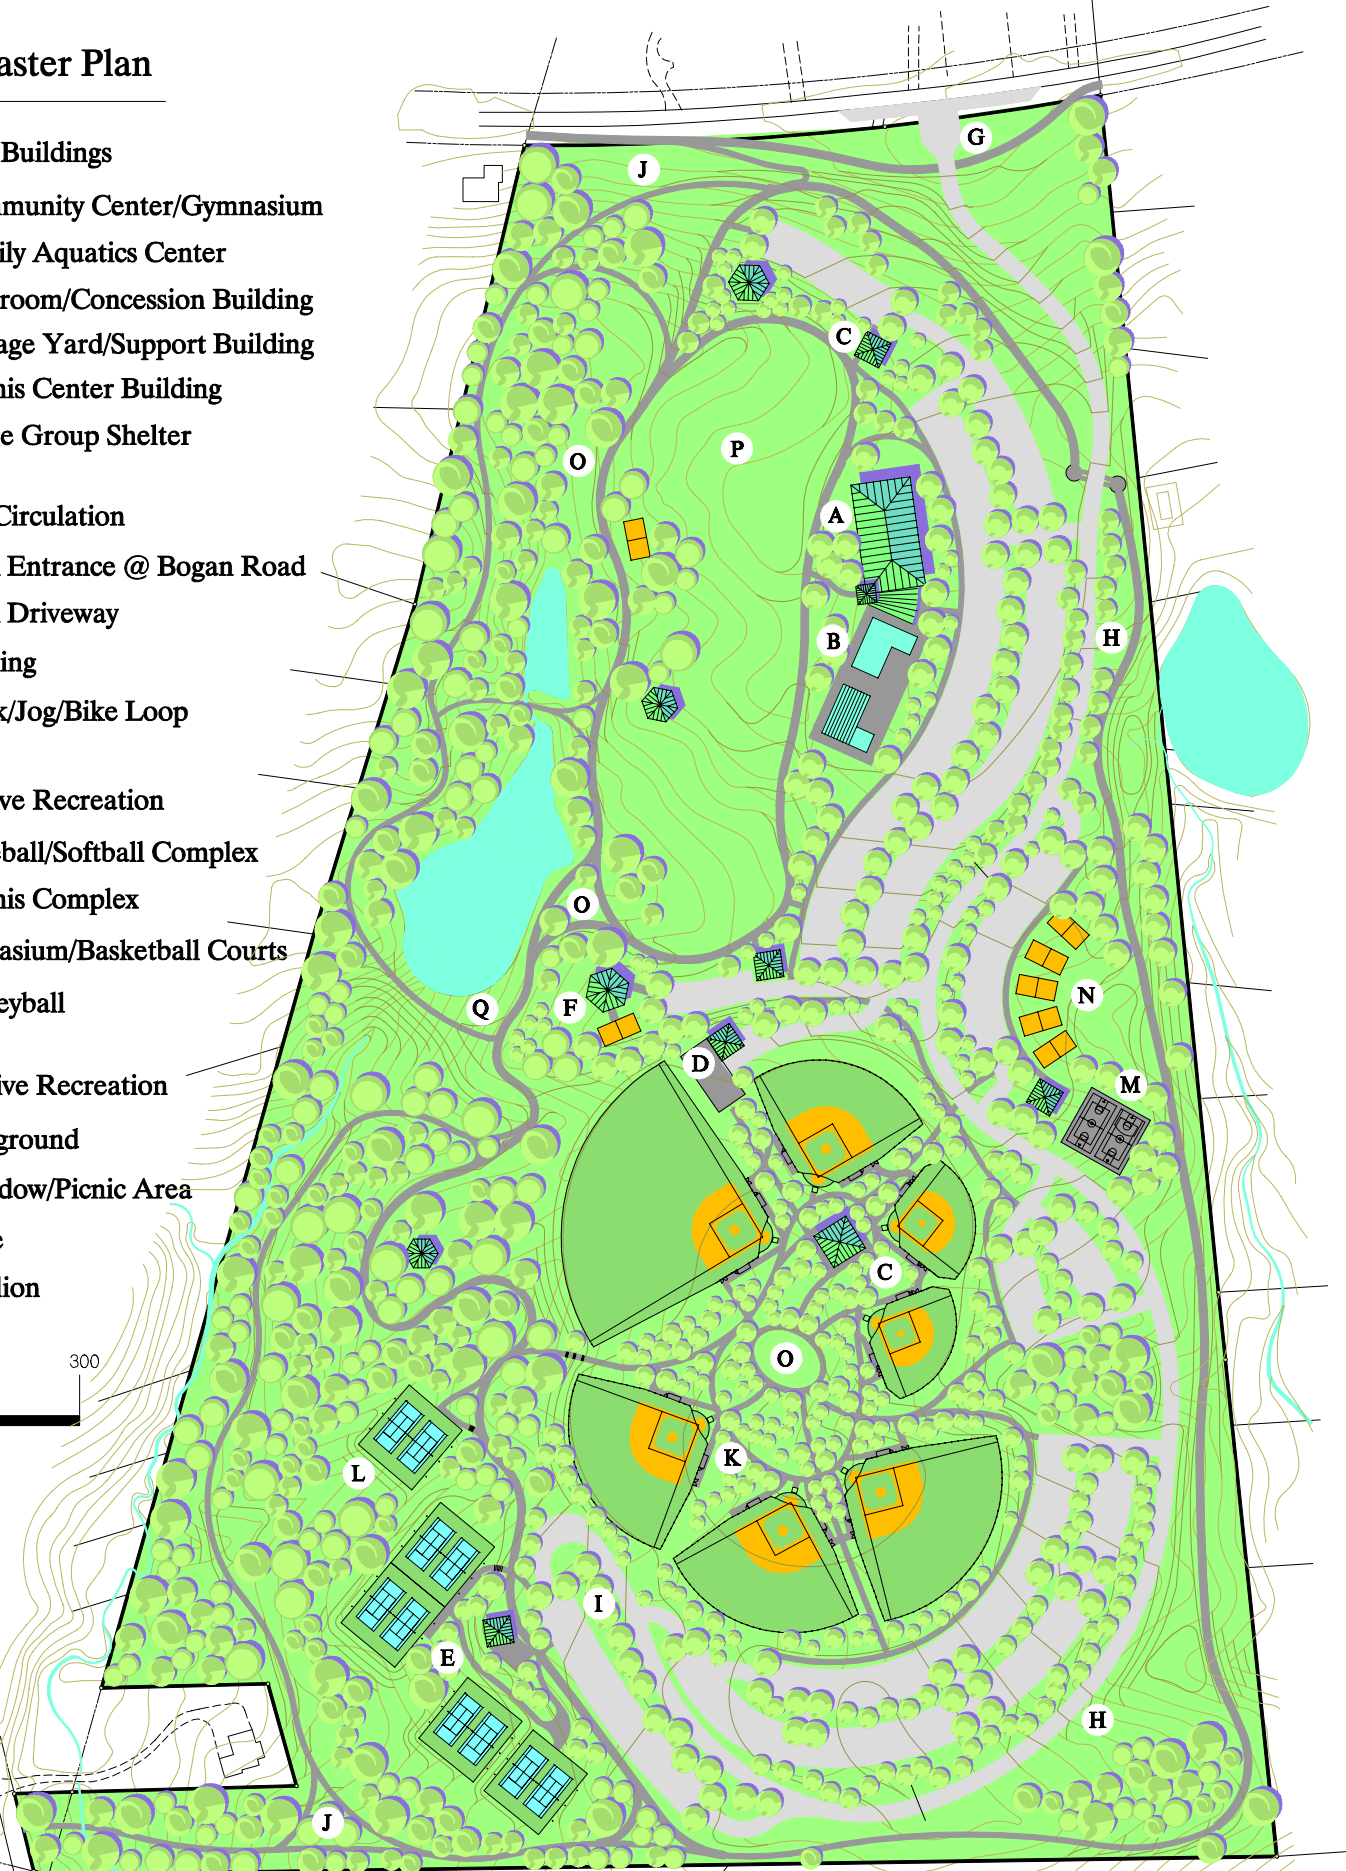 aster Plan
Buildings
munity Center/Gymnasium
ily Aquatics Center
room/Concession Building
age Yard/Support Building
nis Center Building
e Group Shelter
Circulation
Entrance @ Bogan Road
Driveway
ing
k/Jog/Bike Loop
ve Recreation
ball/Softball Complex
nis Complex
asium/Basketball Courts
eyball
ive Recreation
ground
dow/Picnic Area
e
lion
300
G
J
C
P
O
A
B
H
O
N
Q
F
D
M
C
O
K
L
I
E
H
J